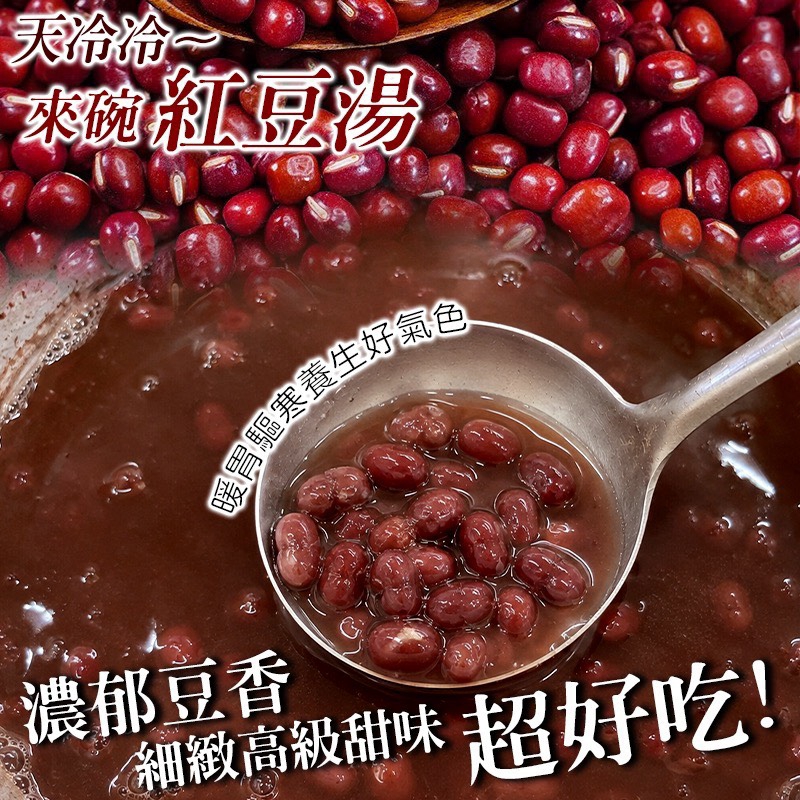 天冷冷～
來碗 紅豆湯
暖胃驅寒養生好氣色
濃郁豆香
細緻高級甜味 超好吃！